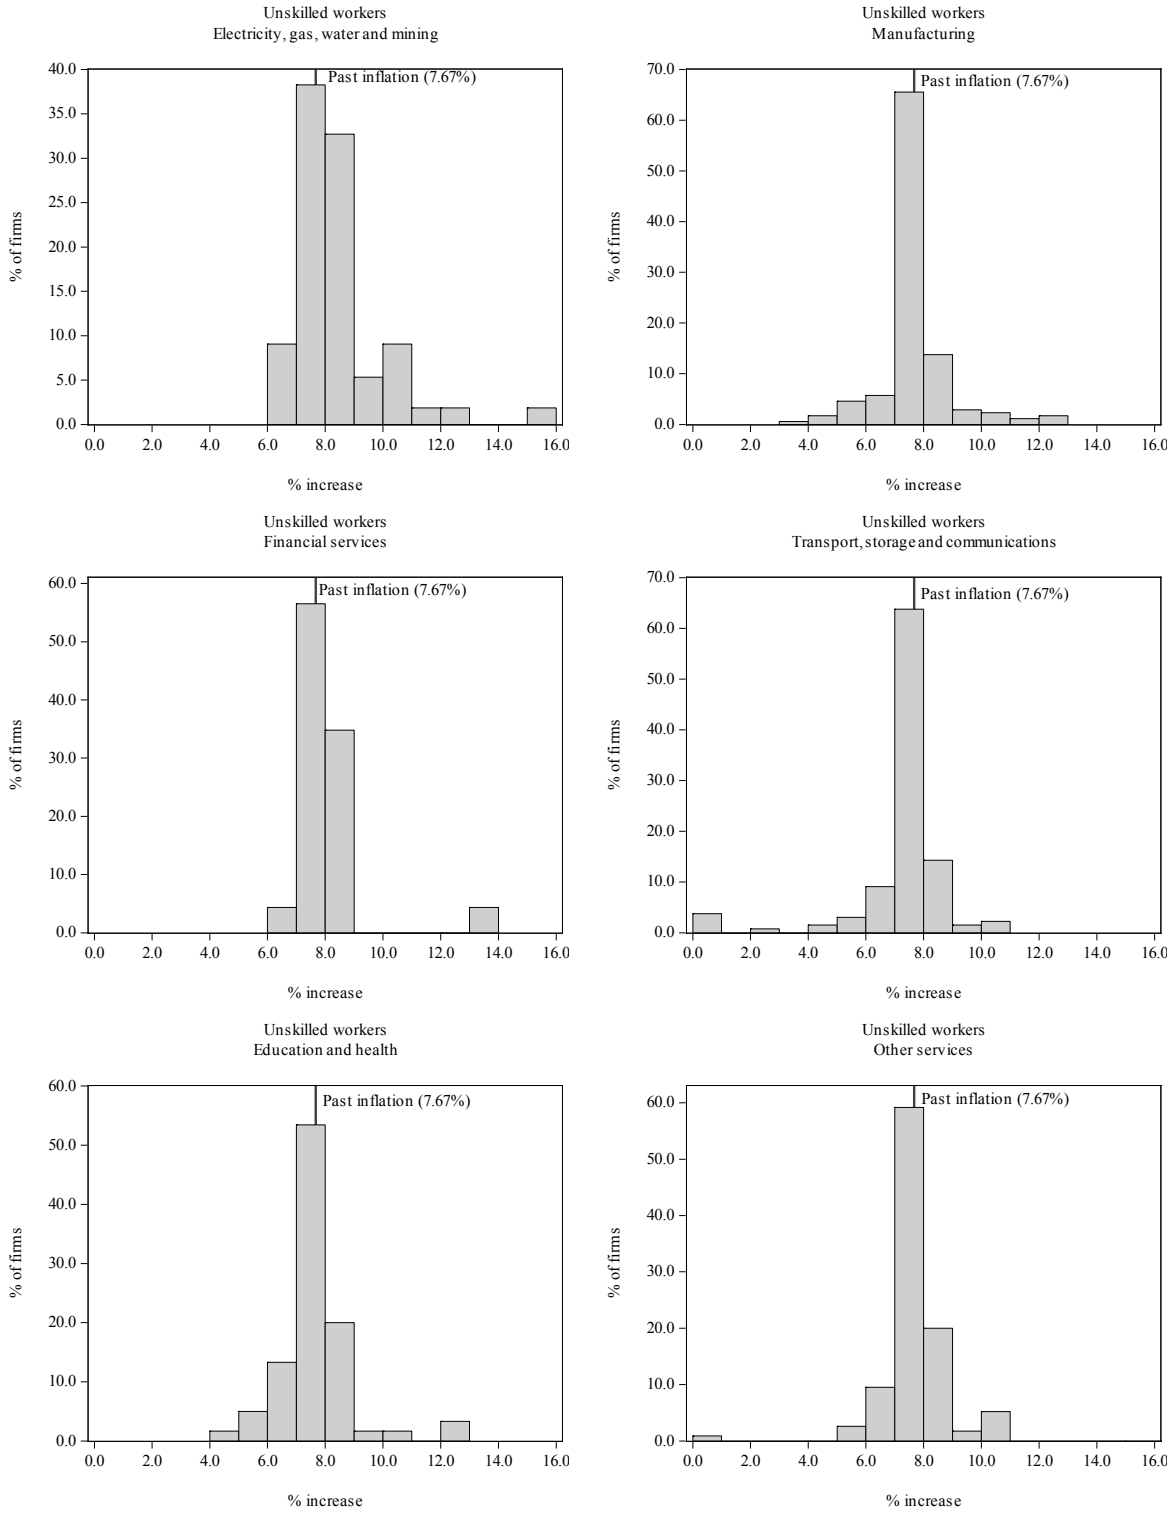 Unskilled workers
Electricity, gas, water and mining
40.0
35.0
30.0
25.0
20.0
15.0
10.0
5.0
0.0
% of firms
Past inflation (7.67%)
0.0 2.0 4.0 6.0 8.0 10.0 12.0 14.0 16.0
% increase
Unskilled workers
Manufacturing
70.0
60.0
50.0
40.0
30.0
20.0
10.0
0.0
% of firms
Past inflation (7.67%)
0.0 2.0 4.0 6.0 8.0 10.0 12.0 14.0 16.0
% increase
Unskilled workers
Financial services
60.0
50.0
40.0
30.0
20.0
10.0
0.0
% of firms
Past inflation (7.67%)
0.0 2.0 4.0 6.0 8.0 10.0 12.0 14.0 16.0
% increase
Unskilled workers
Transport, storage and communications
70.0
60.0
50.0
40.0
30.0
20.0
10.0
0.0
% of firms
Past inflation (7.67%)
0.0 2.0 4.0 6.0 8.0 10.0 12.0 14.0 16.0
% increase
Unskilled workers
Education and health
60.0
50.0
40.0
30.0
20.0
10.0
0.0
% of firms
Past inflation (7.67%)
0.0 2.0 4.0 6.0 8.0 10.0 12.0 14.0 16.0
% increase
Unskilled workers
Other services
60.0
50.0
40.0
30.0
20.0
10.0
0.0
% of firms
Past inflation (7.67%)
0.0 2.0 4.0 6.0 8.0 10.0 12.0 14.0 16.0
% increase